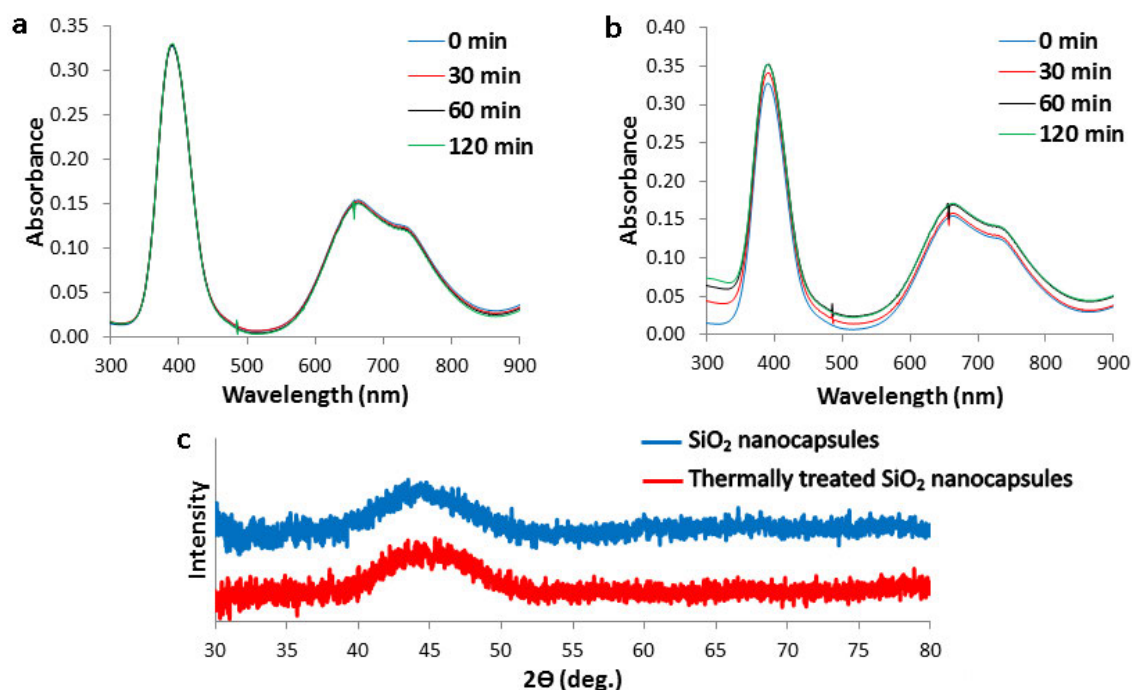 a
0.35
0.30
0.25
0.20
0.15
0.10
0.05
0.00
Absorbance
0 min
30 min
60 min
120 min
300 400 500 600 700 800 900
Wavelength (nm)
b
0.40
0.35
0.30
0.25
0.20
0.15
0.10
0.05
0.00
Absorbance
0 min
30 min
60 min
120 min
300 400 500 600 700 800 900
Wavelength (nm)
c
SiO₂ nanocapsules
Thermally treated SiO₂ nanocapsules
Intensity
30 35 40 45 50 55 60 65 70 75 80
2Θ (deg.)